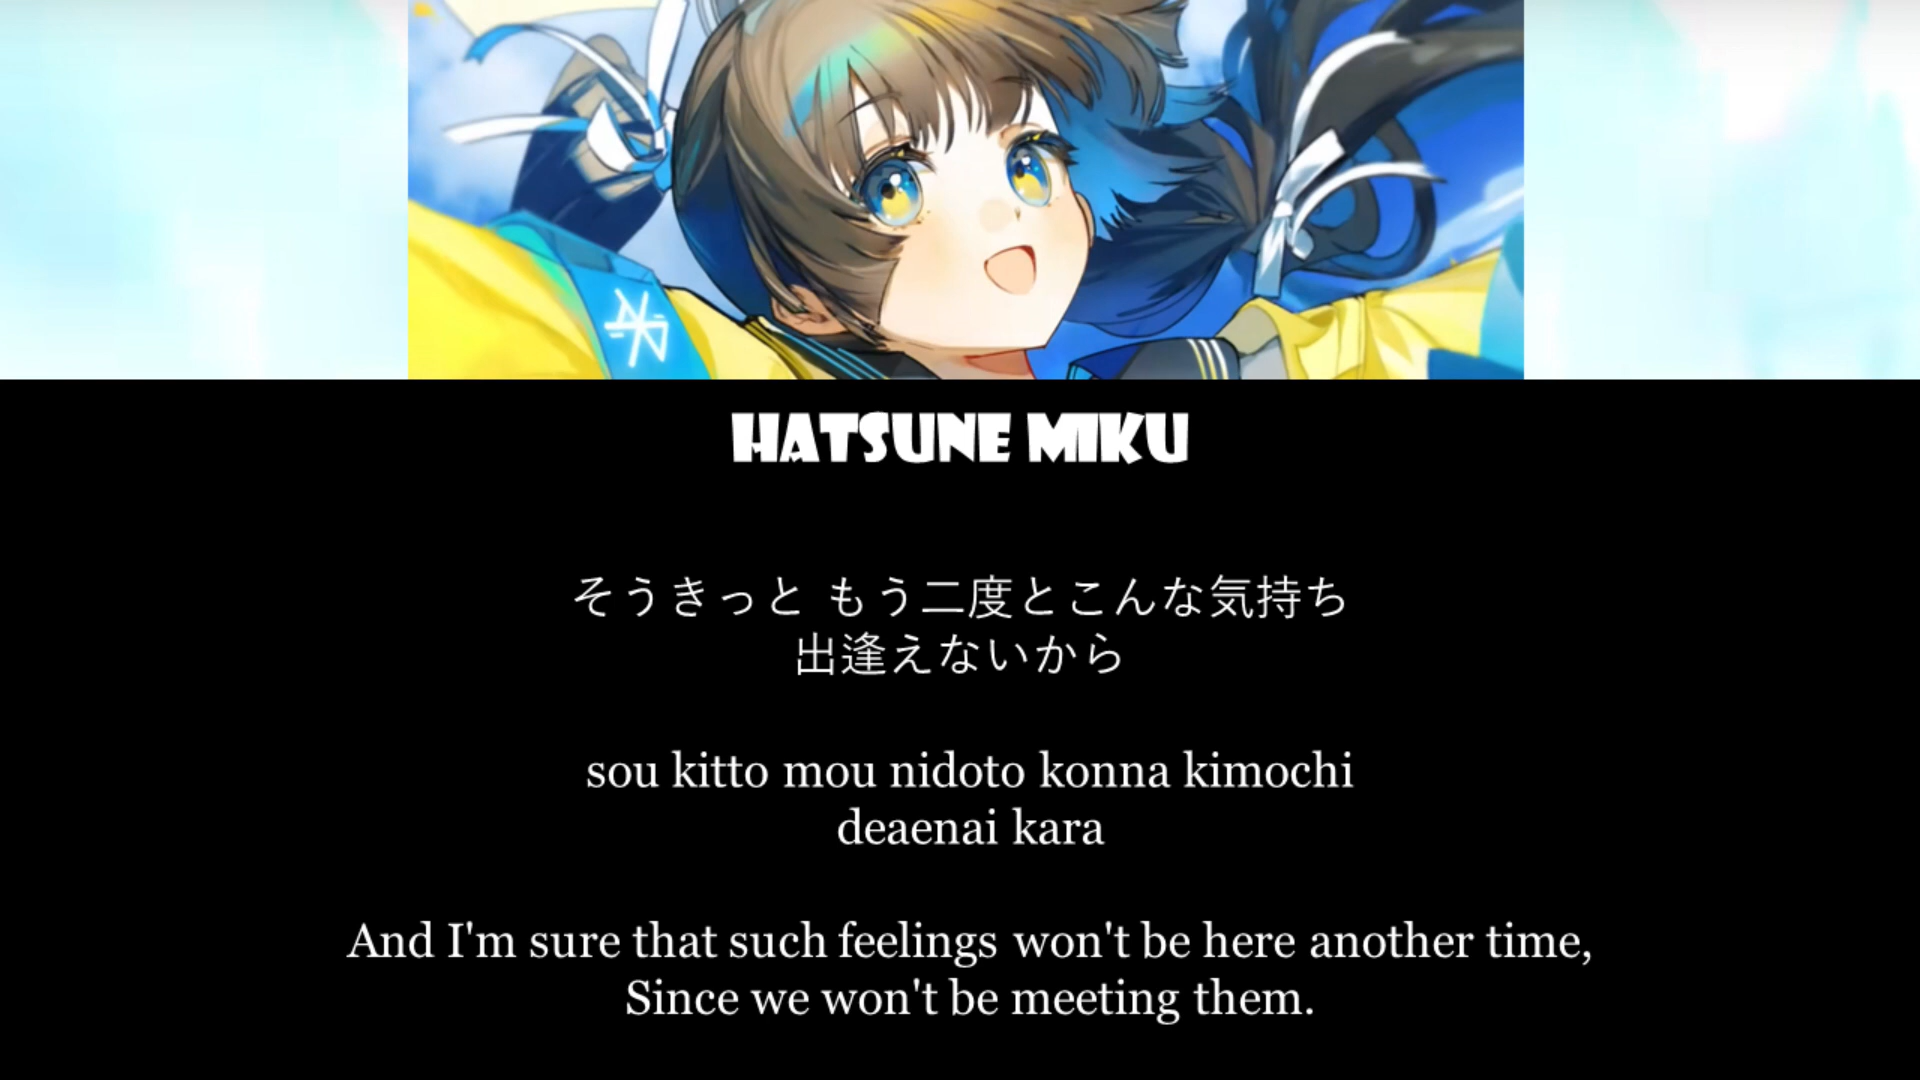 HATSUNE MIKU
そうきっと もう二度とこんな気持ち
出逢えないから
sou kitto mou nidoto konna kimochi
deaenai kara
And I'm sure that such feelings won't be here another time,
Since we won't be meeting them.